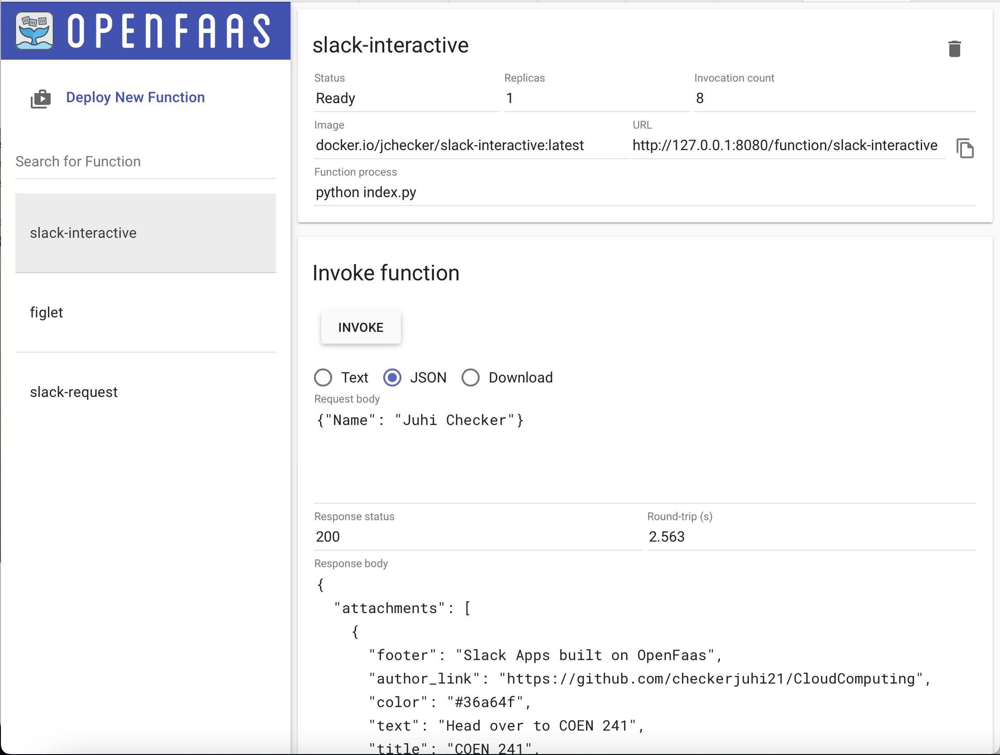 OPENFAAS
Deploy New Function
Search for Function
slack-interactive
figlet
slack-request
slack-interactive
Status Replicas Invocation count
Ready 1 8
Image URL
docker.io/jchecker/slack-interactive:latest http://127.0.0.1:8080/function/slack-interactive
Function process
python index.py
Invoke function
INVOKE
Text JSON Download
Request body
{"Name": "Juhi Checker"}
Response status Round-trip (s)
200 2.563
Response body
{
"attachments": [
{
"footer": "Slack Apps built on OpenFaas",
"author_link": "https://github.com/checkerjuhi21/CloudComputing",
"color": "#36a64f",
"text": "Head over to COEN 241",
"title": "COEN 241",